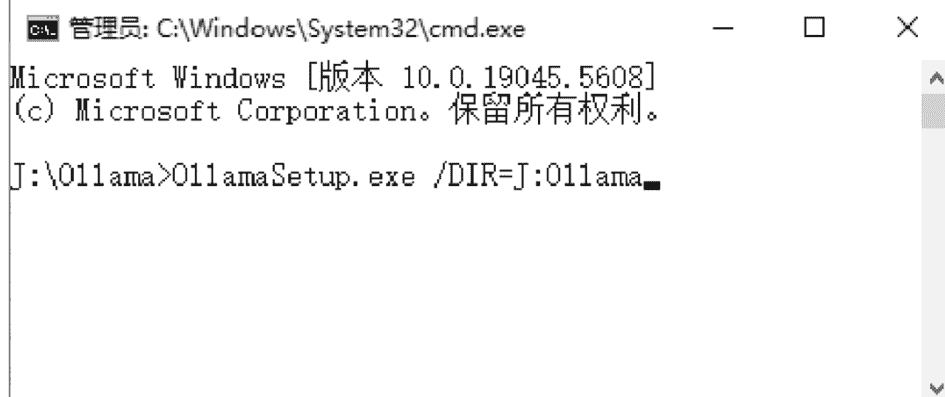 管理员: C:\Windows\System32\cmd.exe
Microsoft Windows [版本 10.0.19045.5608]
(c) Microsoft Corporation。保留所有权利。
J:\Ollama>OllamaSetup.exe /DIR=J:Ollama